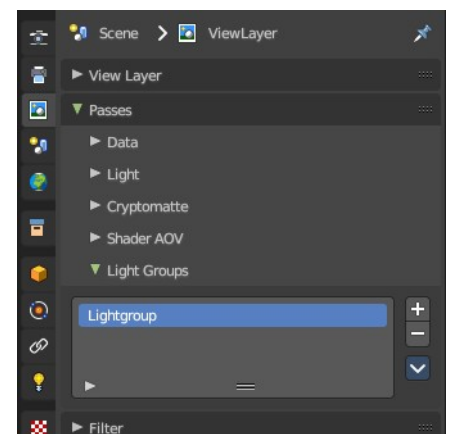 Scene ViewLayer
View Layer
Passes
Data
Light
Cryptomatte
Shader AOV
Light Groups
Lightgroup
Filter